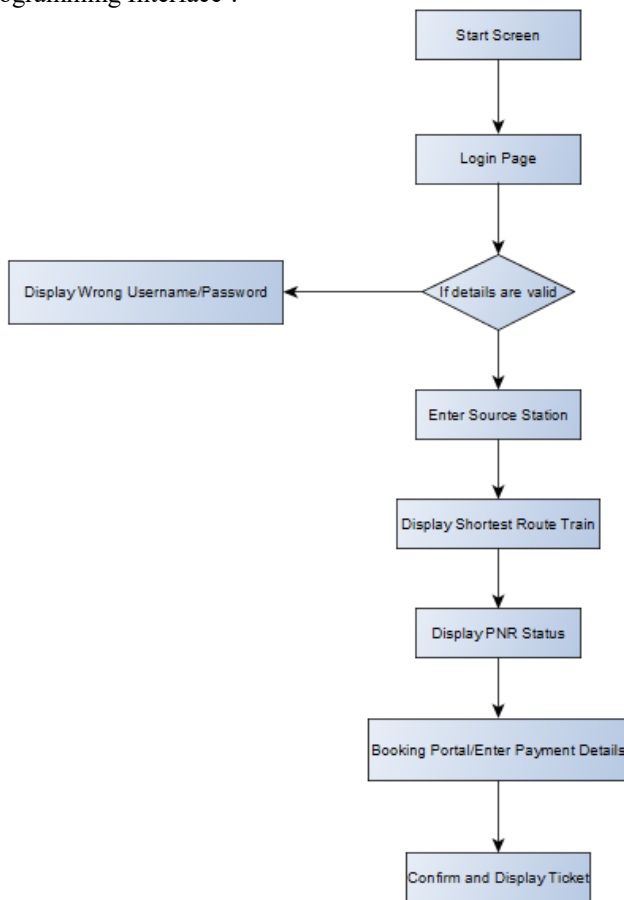 ogramming Interface .
Start Screen
Login Page
If details are valid
Display Wrong Username/Password
Enter Source Station
Display Shortest Route Train
Display PNR Status
Booking Portal/Enter Payment Details
Confirm and Display Ticket